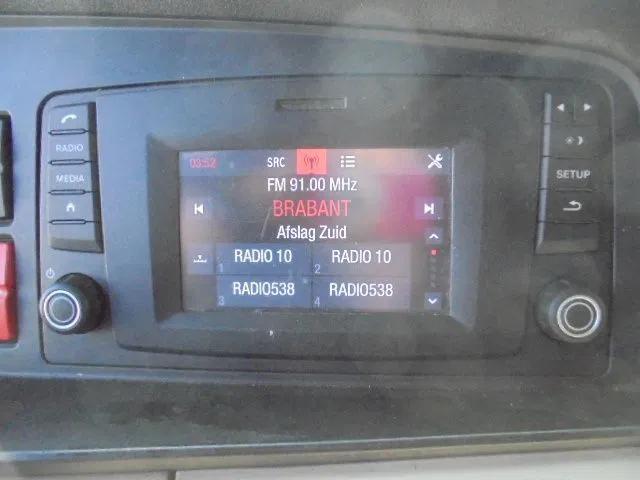 03:52 SRC
FM 91.00 MHz
BRABANT
Afslag Zuid
1 RADIO 10
2 RADIO 10
3 RADIO538
4 RADIO538
RADIO
MEDIA
SETUP